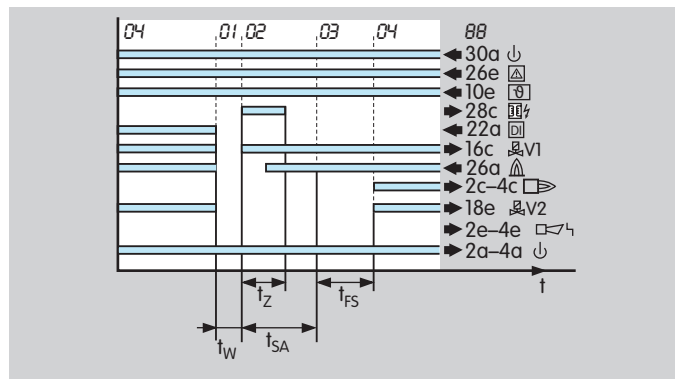 04 01 02 03 04 88
30a
26e
10e ϑ
28c
22a DI
16c V1
26a
2c–4c
18e V2
2e–4e
2a–4a
t
tZ tFS
tW tSA